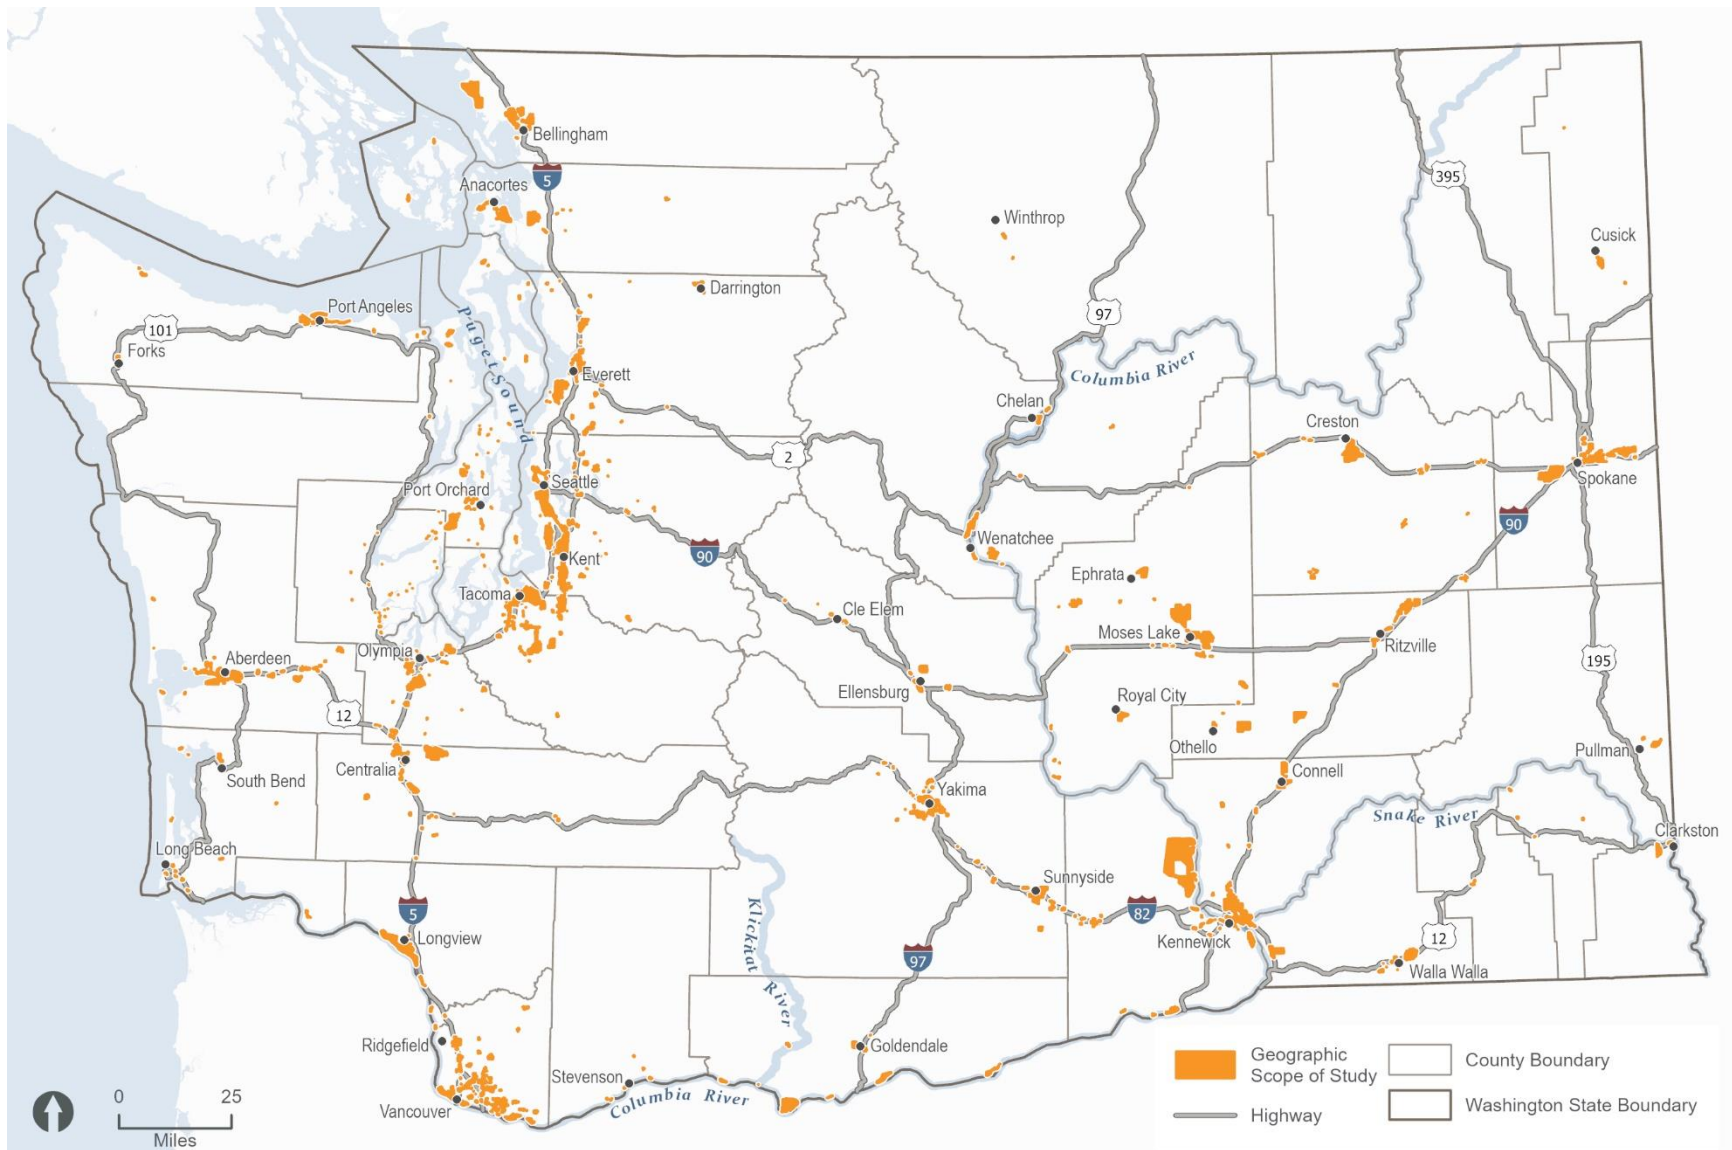 Bellingham
5
Anacortes
Winthrop
395
Cusick
Darrington
Port Angeles
97
101
Forks
Puget Sound
Everett
Columbia River
Chelan
Creston
2
Port Orchard
Seattle
Spokane
90
Kent
90
Wenatchee
Ephrata
Tacoma
Cle Elem
Moses Lake
Ritzville
Olympia
Aberdeen
195
Ellensburg
Royal City
12
Othello
Pullman
Centralia
South Bend
Connell
Yakima
Snake River
Clarkston
Long Beach
Sunnyside
5
82
Klickitat River
Longview
Kennewick
12
97
Walla Walla
Ridgefield
Goldendale
Stevenson
Columbia River
Vancouver
0 25
Miles
Geographic
Scope of Study
Highway
County Boundary
Washington State Boundary